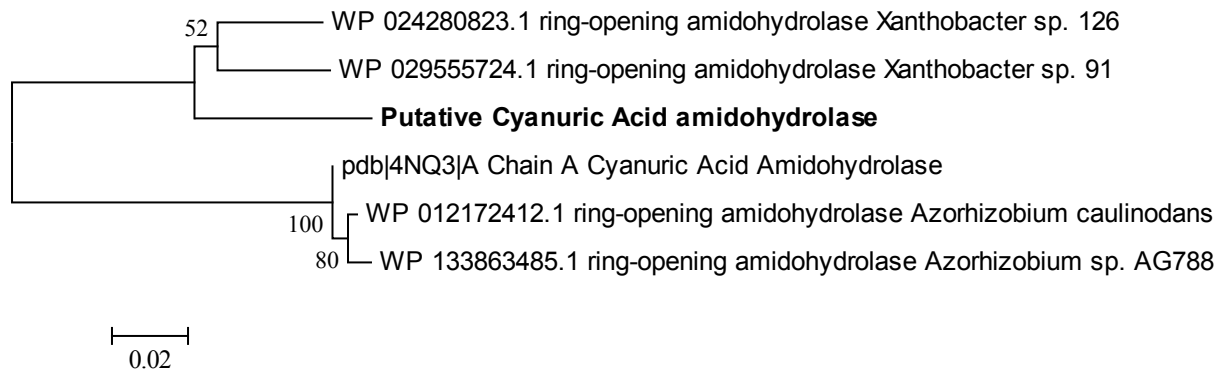 52
WP 024280823.1 ring-opening amidohydrolase Xanthobacter sp. 126
WP 029555724.1 ring-opening amidohydrolase Xanthobacter sp. 91
Putative Cyanuric Acid amidohydrolase
pdb|4NQ3|A Chain A Cyanuric Acid Amidohydrolase
100
WP 012172412.1 ring-opening amidohydrolase Azorhizobium caulinodans
80
WP 133863485.1 ring-opening amidohydrolase Azorhizobium sp. AG788
0.02